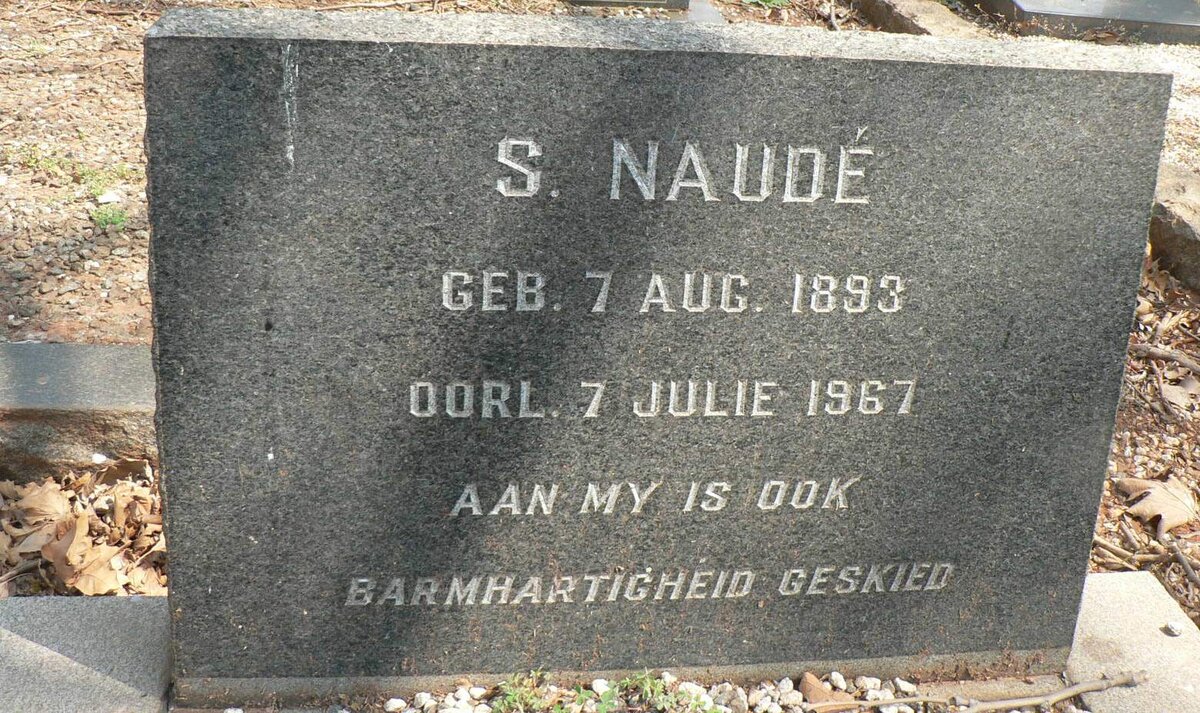 S. NAUDÉ
GEB. 7 AUG. 1893
OORL. 7 JULIE 1967
AAN MY IS OOK
BARMHARTIGHEID GESKIED